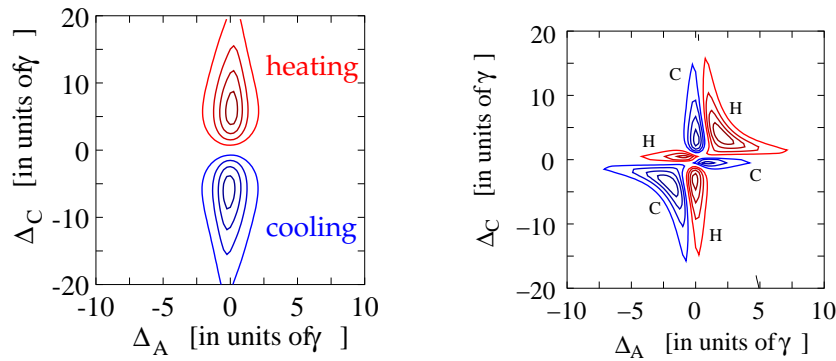 20
10
0
-10
-20
Δ_C [in units of γ ]
heating
cooling
-10 -5 0 5 10
Δ_A [in units of γ ]
20
10
0
−10
−20
Δ_C [in units of γ ]
C
H
H
C
C
H
−10 −5 0 5 10
Δ_A [in units of γ ]